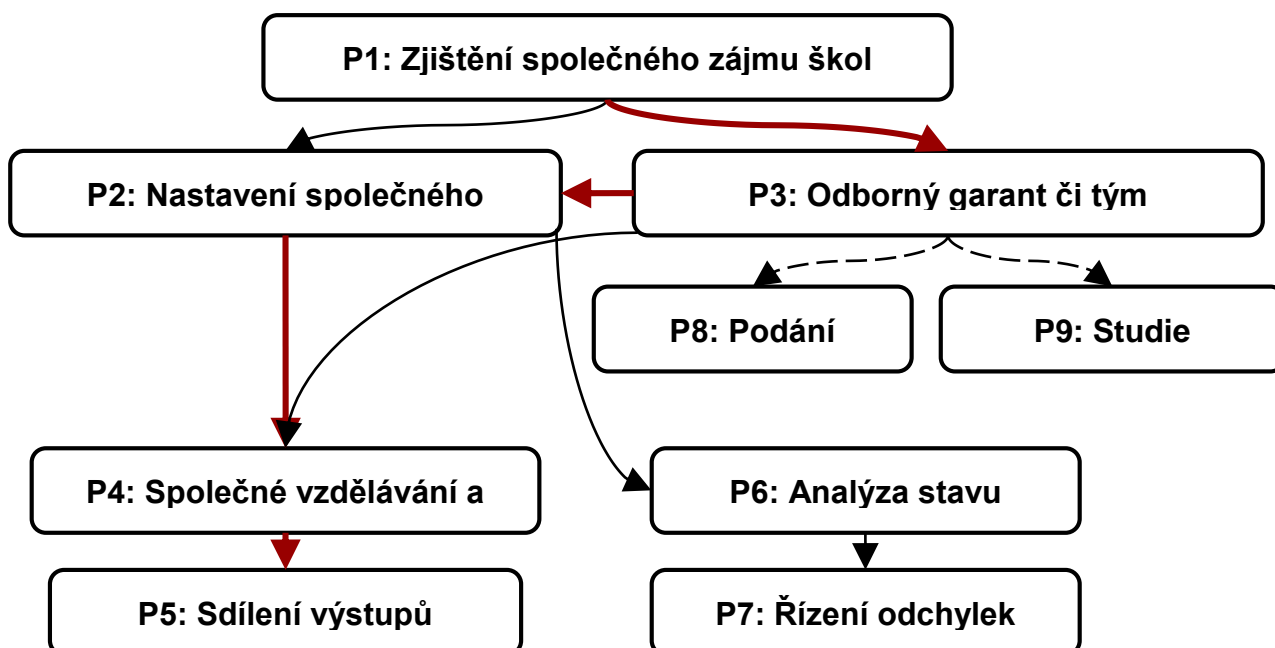 P1: Zjištění společného zájmu škol
P2: Nastavení společného
P3: Odborný garant či tým
P8: Podání
P9: Studie
P4: Společné vzdělávání a
P6: Analýza stavu
P5: Sdílení výstupů
P7: Řízení odchylek